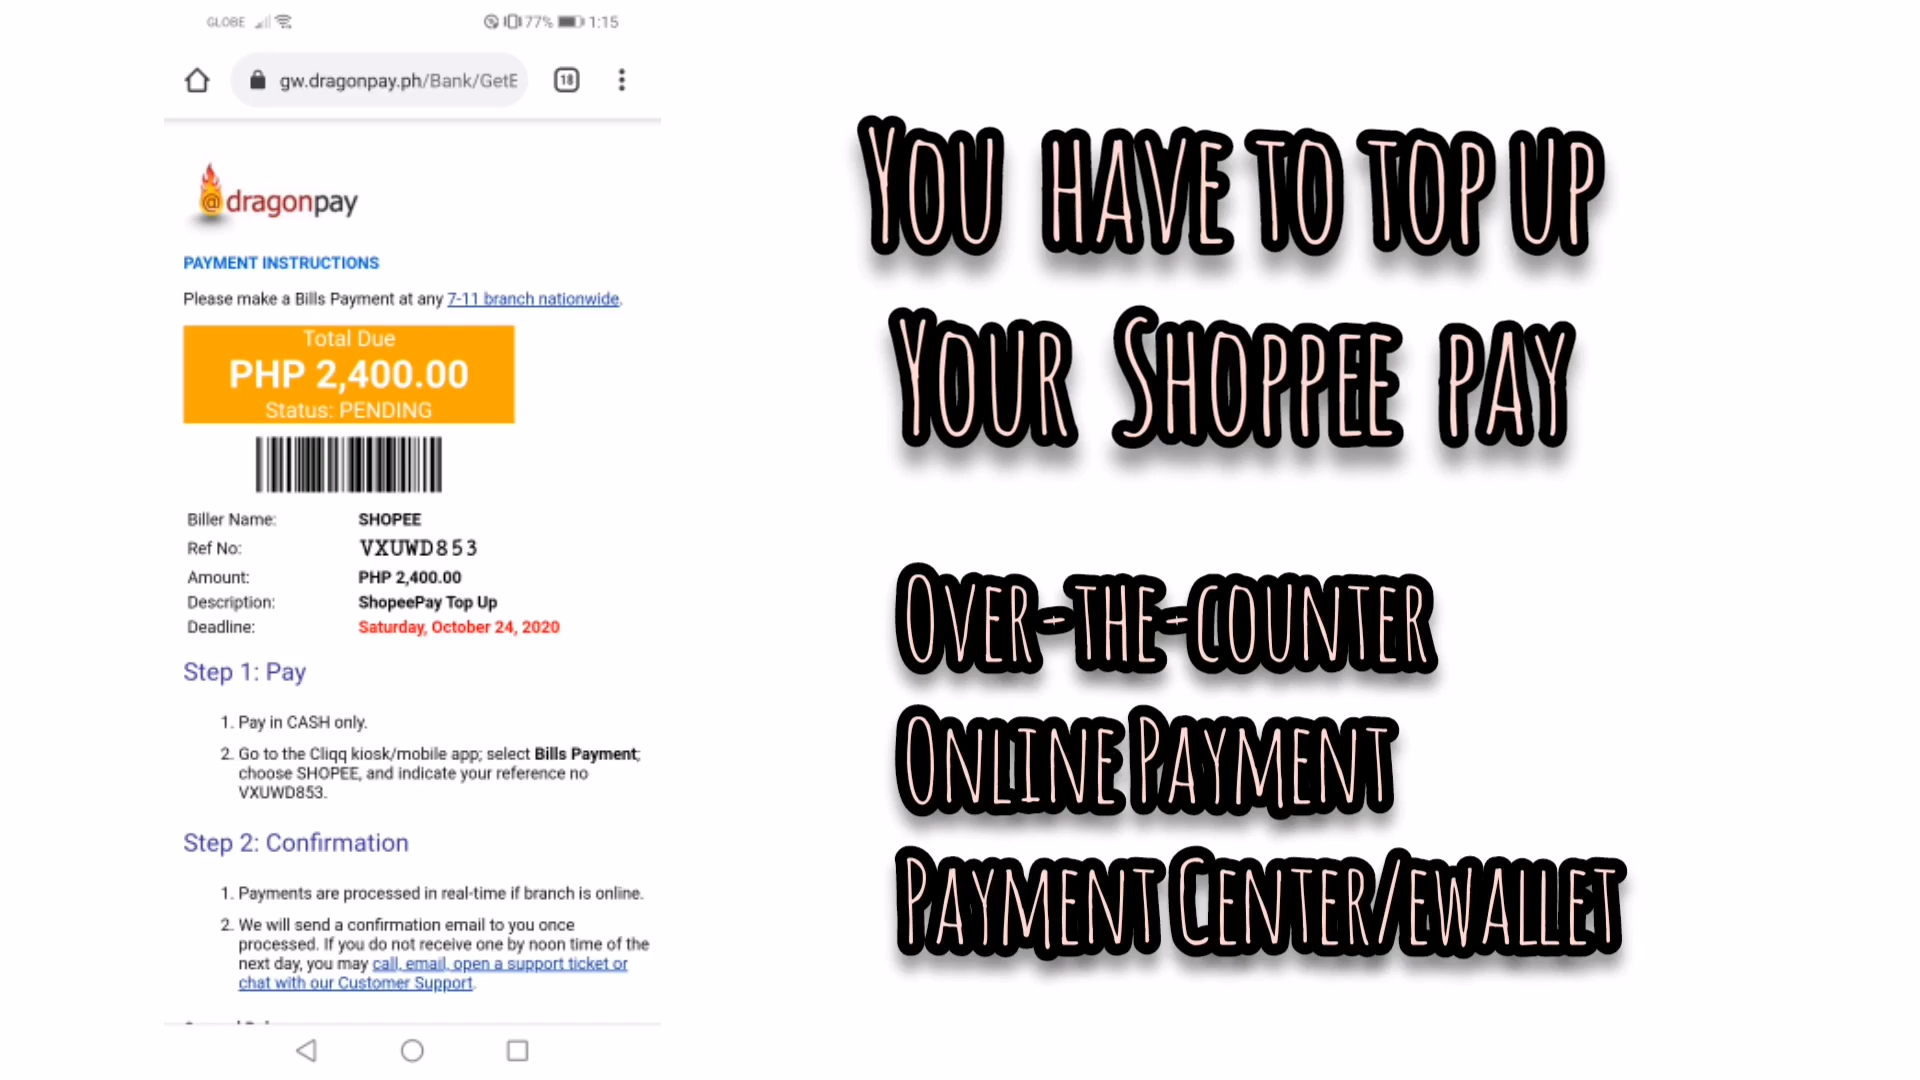 GLOBE 77% 1:15
gw.dragonpay.ph/Bank/GetE 18
@dragonpay
PAYMENT INSTRUCTIONS
Please make a Bills Payment at any 7-11 branch nationwide.
Total Due
PHP 2,400.00
Status: PENDING
Biller Name: SHOPEE
Ref No: VXUWD853
Amount: PHP 2,400.00
Description: ShopeePay Top Up
Deadline: Saturday, October 24, 2020
Step 1: Pay
1. Pay in CASH only.
2. Go to the Cliqq kiosk/mobile app; select Bills Payment;
choose SHOPEE, and indicate your reference no
VXUWD853.
Step 2: Confirmation
1. Payments are processed in real-time if branch is online.
2. We will send a confirmation email to you once
processed. If you do not receive one by noon time of the
next day, you may call, email, open a support ticket or
chat with our Customer Support.
You have to top up
Your Shoppee pay
Over-the-counter
Online Payment
Payment Center/ewallet